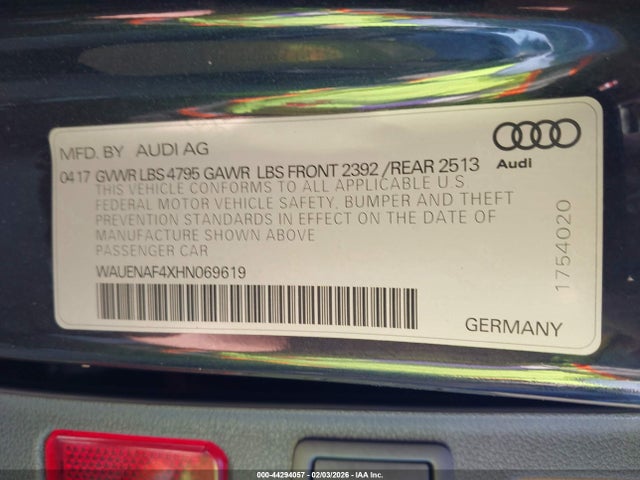 MFD. BY AUDI AG
04 17 GVWR LBS 4795 GAWR LBS FRONT 2392 /REAR 2513
THIS VEHICLE CONFORMS TO ALL APPLICABLE U.S.
FEDERAL MOTOR VEHICLE SAFETY, BUMPER AND THEFT
PREVENTION STANDARDS IN EFFECT ON THE DATE OF
MANUFACTURE SHOWN ABOVE
PASSENGER CAR
WAUENAF4XHN069619
Audi
1754020
GERMANY
000-44294057 - 02/03/2026 - IAA Inc.